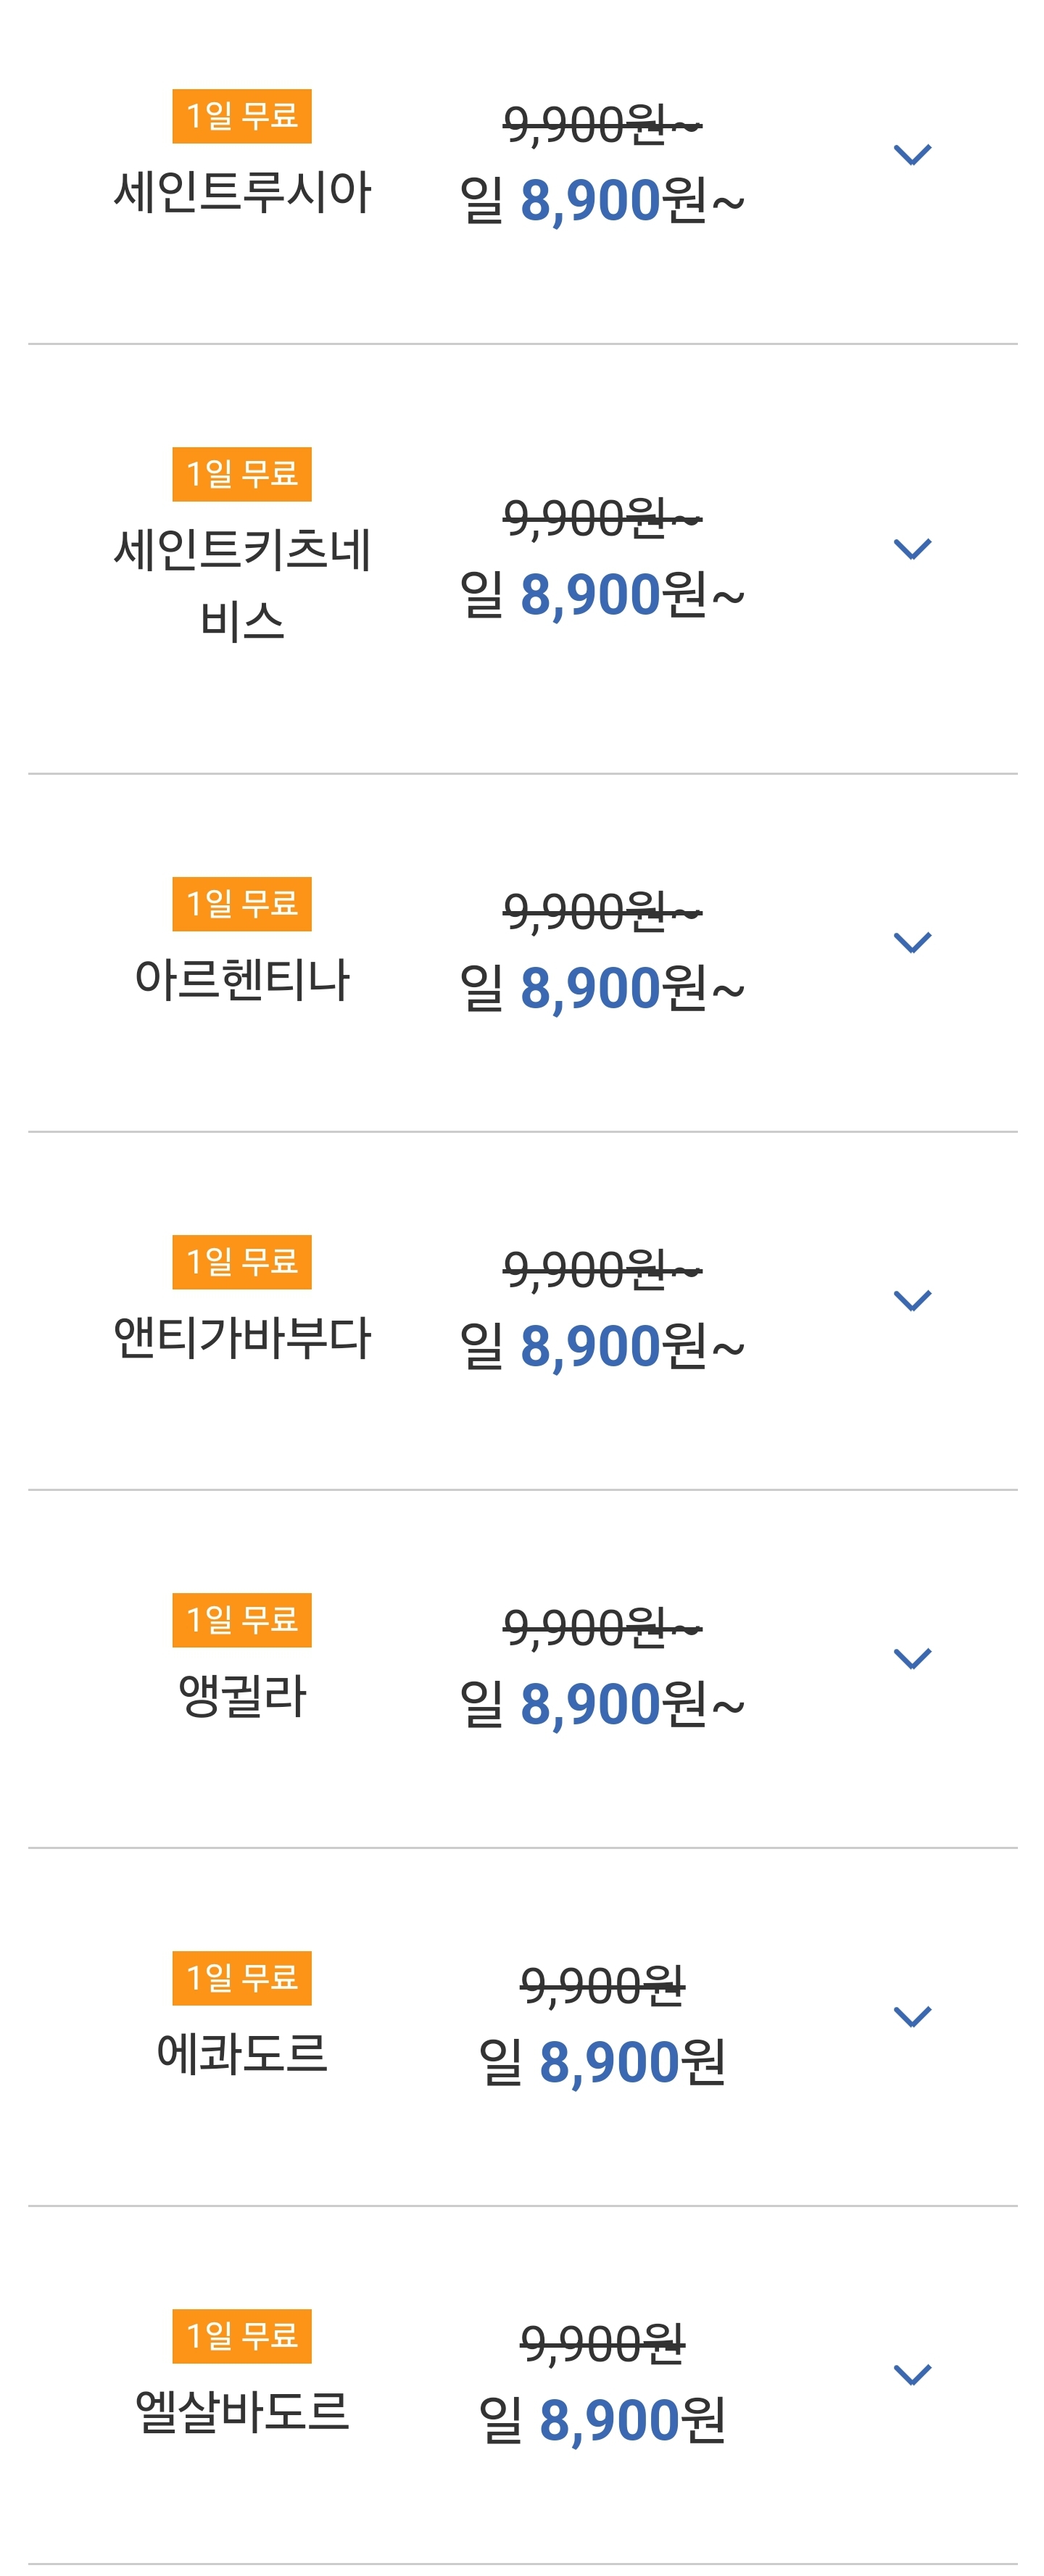 1일 무료
세인트루시아
9,900원~
일 8,900원~
1일 무료
세인트키츠네
비스
9,900원~
일 8,900원~
1일 무료
아르헨티나
9,900원~
일 8,900원~
1일 무료
앤티가바부다
9,900원~
일 8,900원~
1일 무료
앵귈라
9,900원~
일 8,900원~
1일 무료
에콰도르
9,900원
일 8,900원
1일 무료
엘살바도르
9,900원
일 8,900원